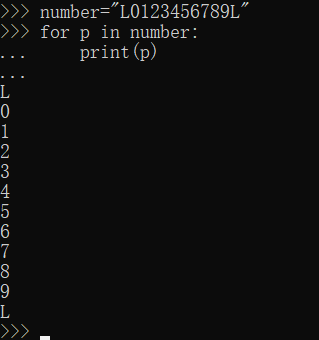 >>> number="L0123456789L"
>>> for p in number:
...     print(p)
...
L
0
1
2
3
4
5
6
7
8
9
L
>>>